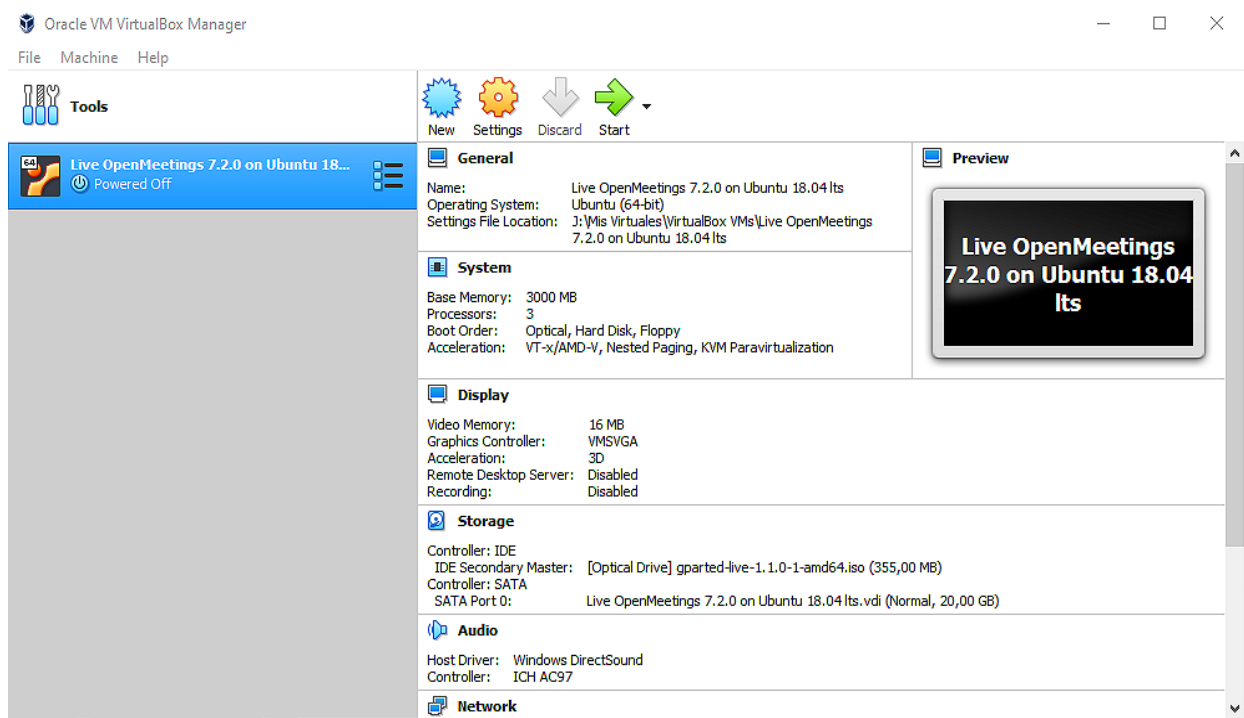 Oracle VM VirtualBox Manager
File Machine Help
Tools
New Settings Discard Start
64
Live OpenMeetings 7.2.0 on Ubuntu 18...
Powered Off
General
Name: Live OpenMeetings 7.2.0 on Ubuntu 18.04 lts
Operating System: Ubuntu (64-bit)
Settings File Location: J:\Mis Virtuales\VirtualBox VMs\Live OpenMeetings
7.2.0 on Ubuntu 18.04 lts
Preview
Live OpenMeetings
7.2.0 on Ubuntu 18.04
lts
System
Base Memory: 3000 MB
Processors: 3
Boot Order: Optical, Hard Disk, Floppy
Acceleration: VT-x/AMD-V, Nested Paging, KVM Paravirtualization
Display
Video Memory: 16 MB
Graphics Controller: VMSVGA
Acceleration: 3D
Remote Desktop Server: Disabled
Recording: Disabled
Storage
Controller: IDE
IDE Secondary Master: [Optical Drive] gparted-live-1.1.0-1-amd64.iso (355,00 MB)
Controller: SATA
SATA Port 0: Live OpenMeetings 7.2.0 on Ubuntu 18.04 lts.vdi (Normal, 20,00 GB)
Audio
Host Driver: Windows DirectSound
Controller: ICH AC97
Network